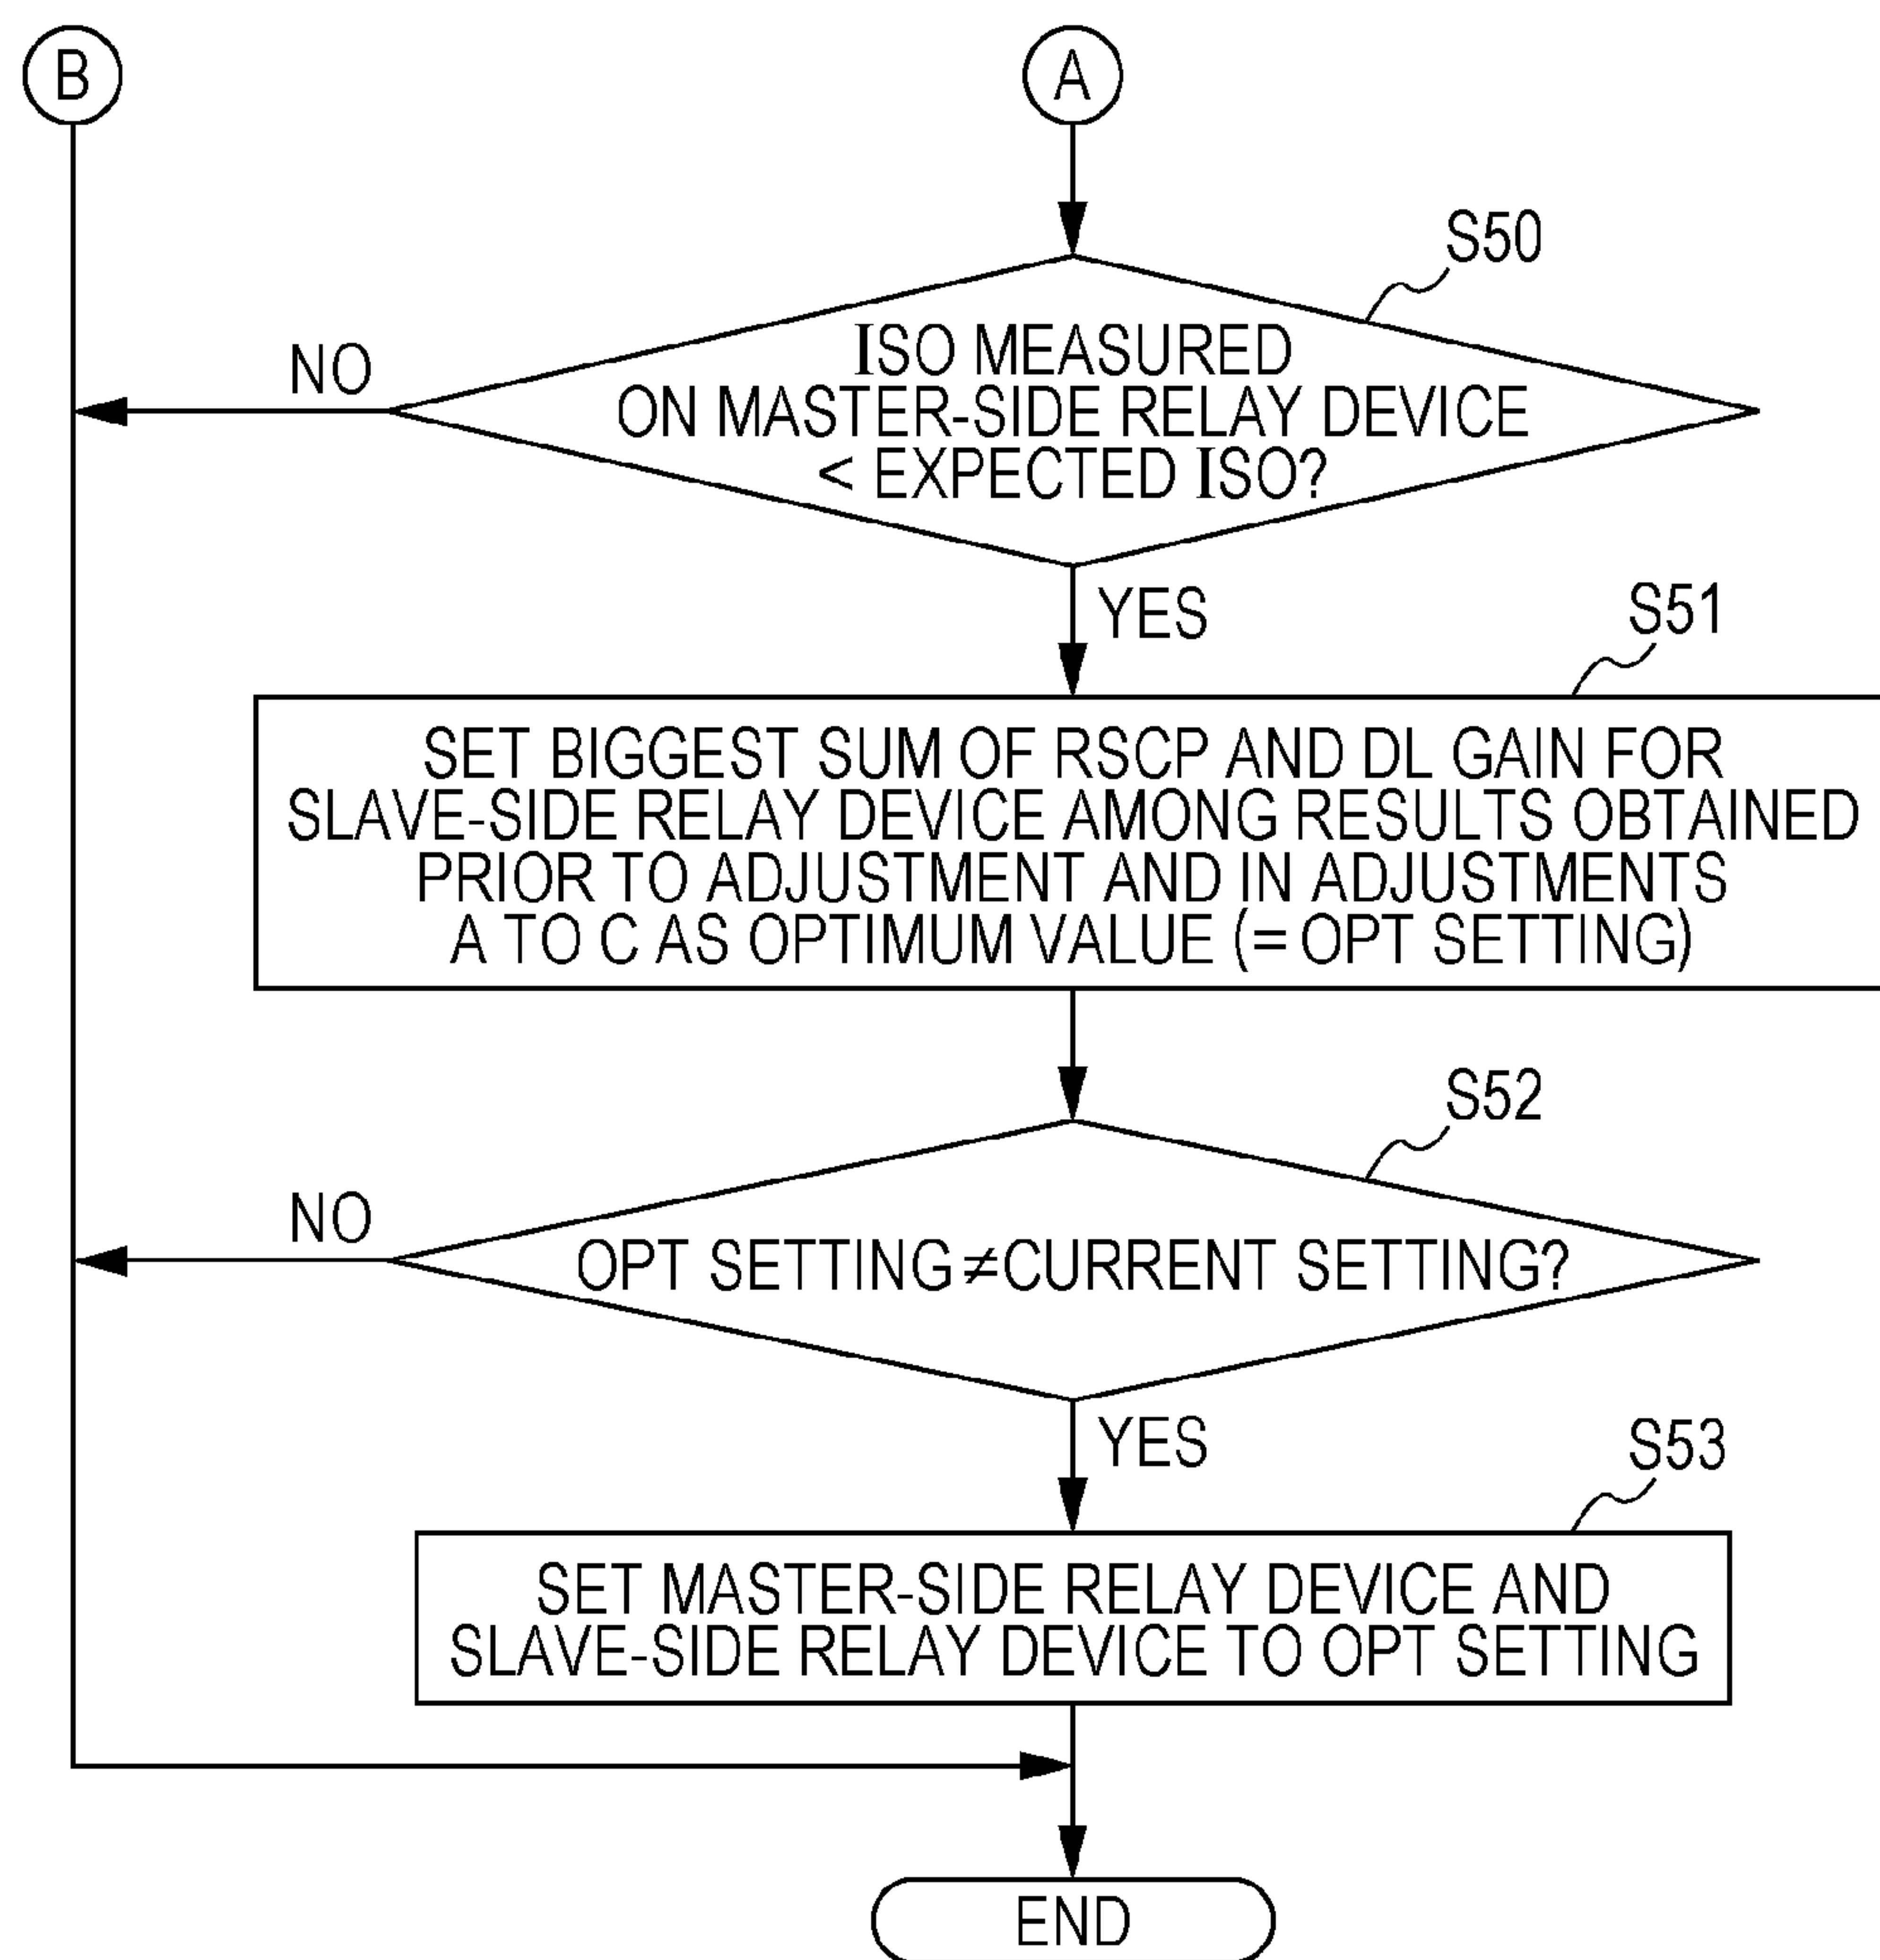 B
A
S50
ISO MEASURED
ON MASTER-SIDE RELAY DEVICE
< EXPECTED ISO?
NO
YES
S51
SET BIGGEST SUM OF RSCP AND DL GAIN FOR
SLAVE-SIDE RELAY DEVICE AMONG RESULTS OBTAINED
PRIOR TO ADJUSTMENT AND IN ADJUSTMENTS
A TO C AS OPTIMUM VALUE (= OPT SETTING)
S52
NO
OPT SETTING ≠CURRENT SETTING?
YES
S53
SET MASTER-SIDE RELAY DEVICE AND
SLAVE-SIDE RELAY DEVICE TO OPT SETTING
END